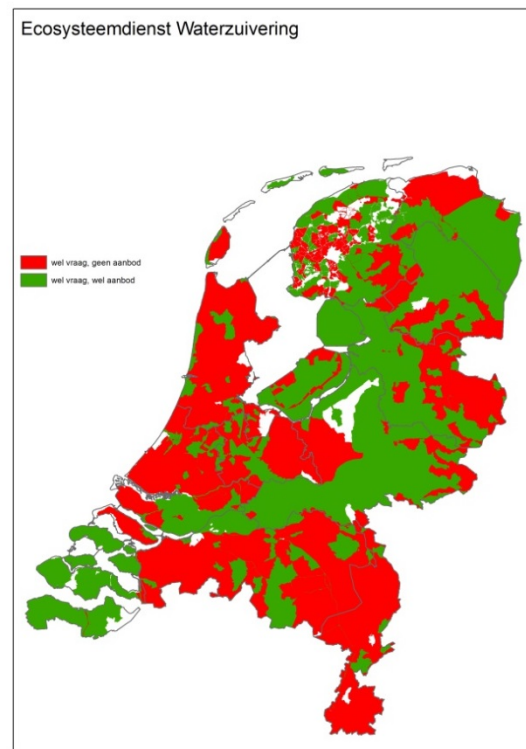 Ecosysteemdienst Waterzuivering
wel vraag, geen aanbod
wel vraag, wel aanbod